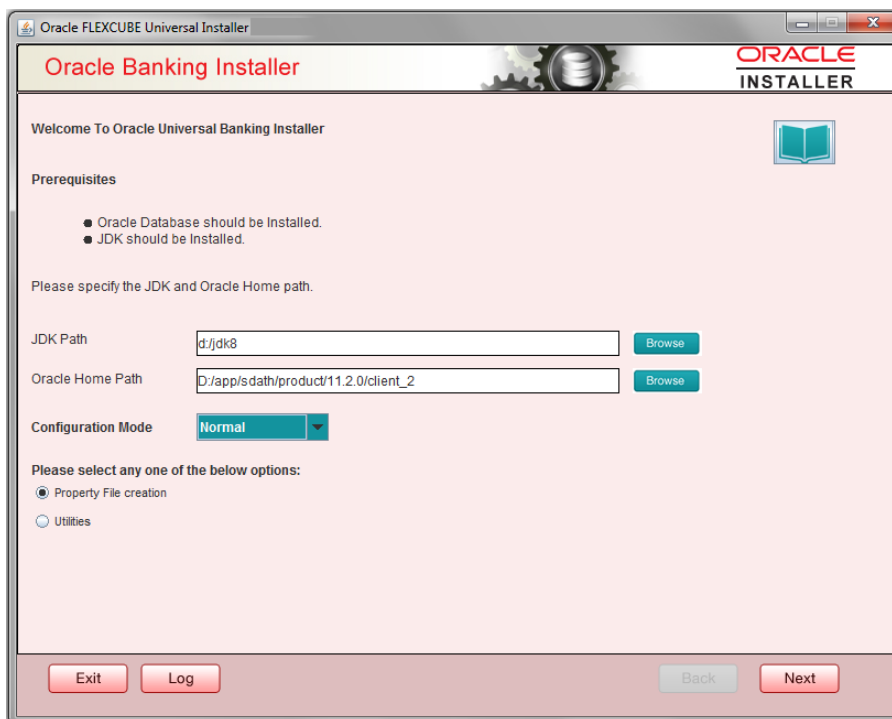 Oracle FLEXCUBE Universal Installer
Oracle Banking Installer
ORACLE
INSTALLER
Welcome To Oracle Universal Banking Installer
Prerequisites
Oracle Database should be Installed.
JDK should be Installed.
Please specify the JDK and Oracle Home path.
JDK Path d:/jdk8 Browse
Oracle Home Path D:/app/sdath/product/11.2.0/client_2 Browse
Configuration Mode Normal
Please select any one of the below options:
Property File creation
Utilities
Exit Log Back Next